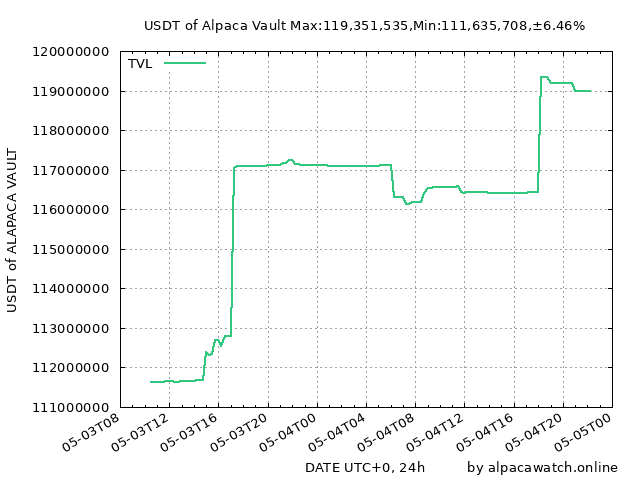 USDT of Alpaca Vault Max:119,351,535,Min:111,635,708,±6.46%
TVL
120000000
119000000
118000000
117000000
116000000
115000000
114000000
113000000
112000000
111000000
USDT of ALAPACA VAULT
05-03T08
05-03T12
05-03T16
05-03T20
05-04T00
05-04T04
05-04T08
05-04T12
05-04T16
05-04T20
05-05T00
DATE UTC+0, 24h
by alpacawatch.online